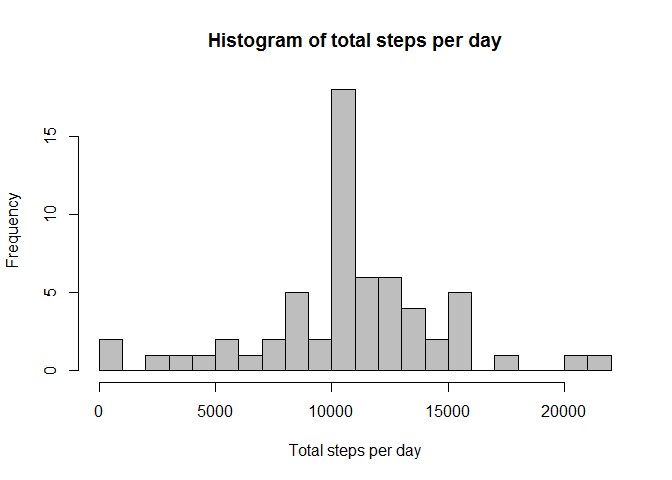 Histogram of total steps per day
Frequency
15
10
5
0
0 5000 10000 15000 20000
Total steps per day